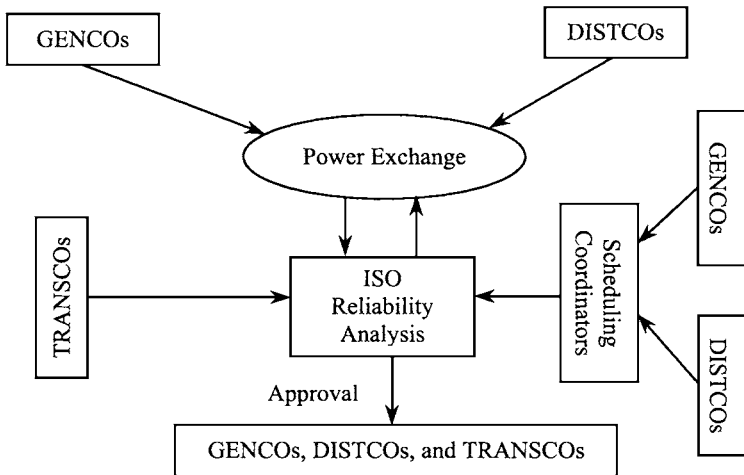 GENCOs
DISTCOs
Power Exchange
GENCOs
TRANSCOs
ISO
Reliability
Analysis
Scheduling
Coordinators
DISTCOs
Approval
GENCOs, DISTCOs, and TRANSCOs